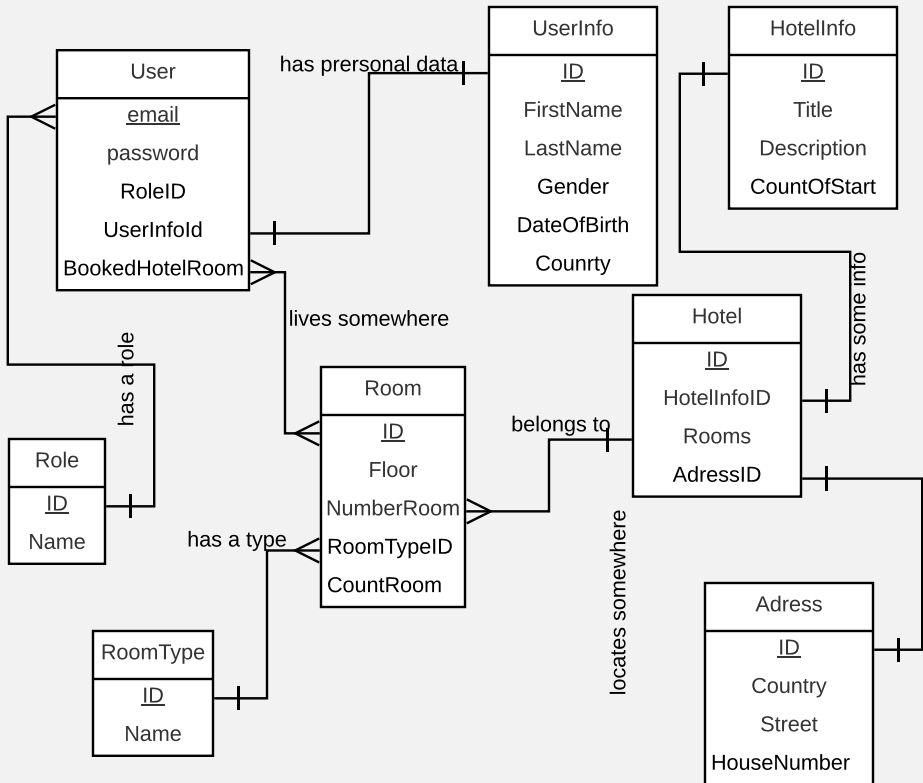 User
email
password
RoleID
UserInfoId
BookedHotelRoom
has prersonal data
UserInfo
ID
FirstName
LastName
Gender
DateOfBirth
Counrty
HotelInfo
ID
Title
Description
CountOfStart
has some info
lives somewhere
has a role
Hotel
ID
HotelInfoID
Rooms
AdressID
belongs to
Room
ID
Floor
NumberRoom
RoomTypeID
CountRoom
Role
ID
Name
has a type
RoomType
ID
Name
locates somewhere
Adress
ID
Country
Street
HouseNumber